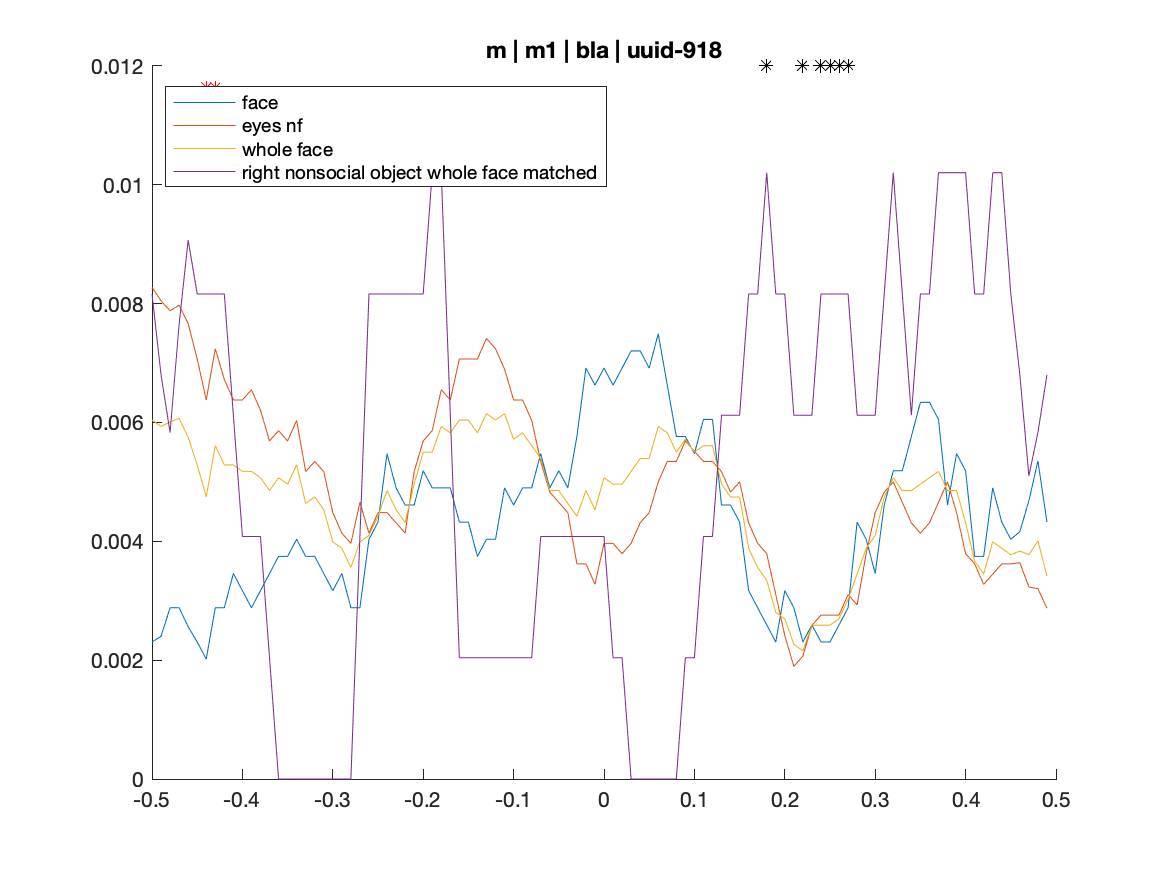 m | m1 | bla | uuid-918
0.012
0.01
0.008
0.006
0.004
0.002
0
face
eyes nf
whole face
right nonsocial object whole face matched
-0.5 -0.4 -0.3 -0.2 -0.1 0 0.1 0.2 0.3 0.4 0.5